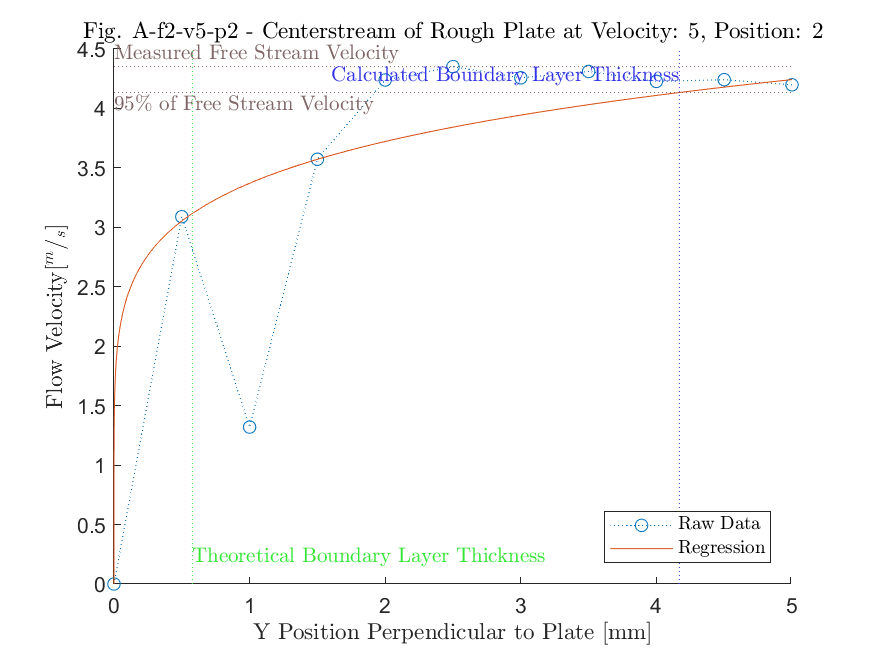 Fig. A-f2-v5-p2 - Centerstream of Rough Plate at Velocity: 5, Position: 2
4.5
Measured Free Stream Velocity
Calculated Boundary Layer Thickness
95% of Free Stream Velocity
4
3.5
3
2.5
2
1.5
1
0.5
0
Flow Velocity[m/s]
Theoretical Boundary Layer Thickness
Raw Data
Regression
0 1 2 3 4 5
Y Position Perpendicular to Plate [mm]